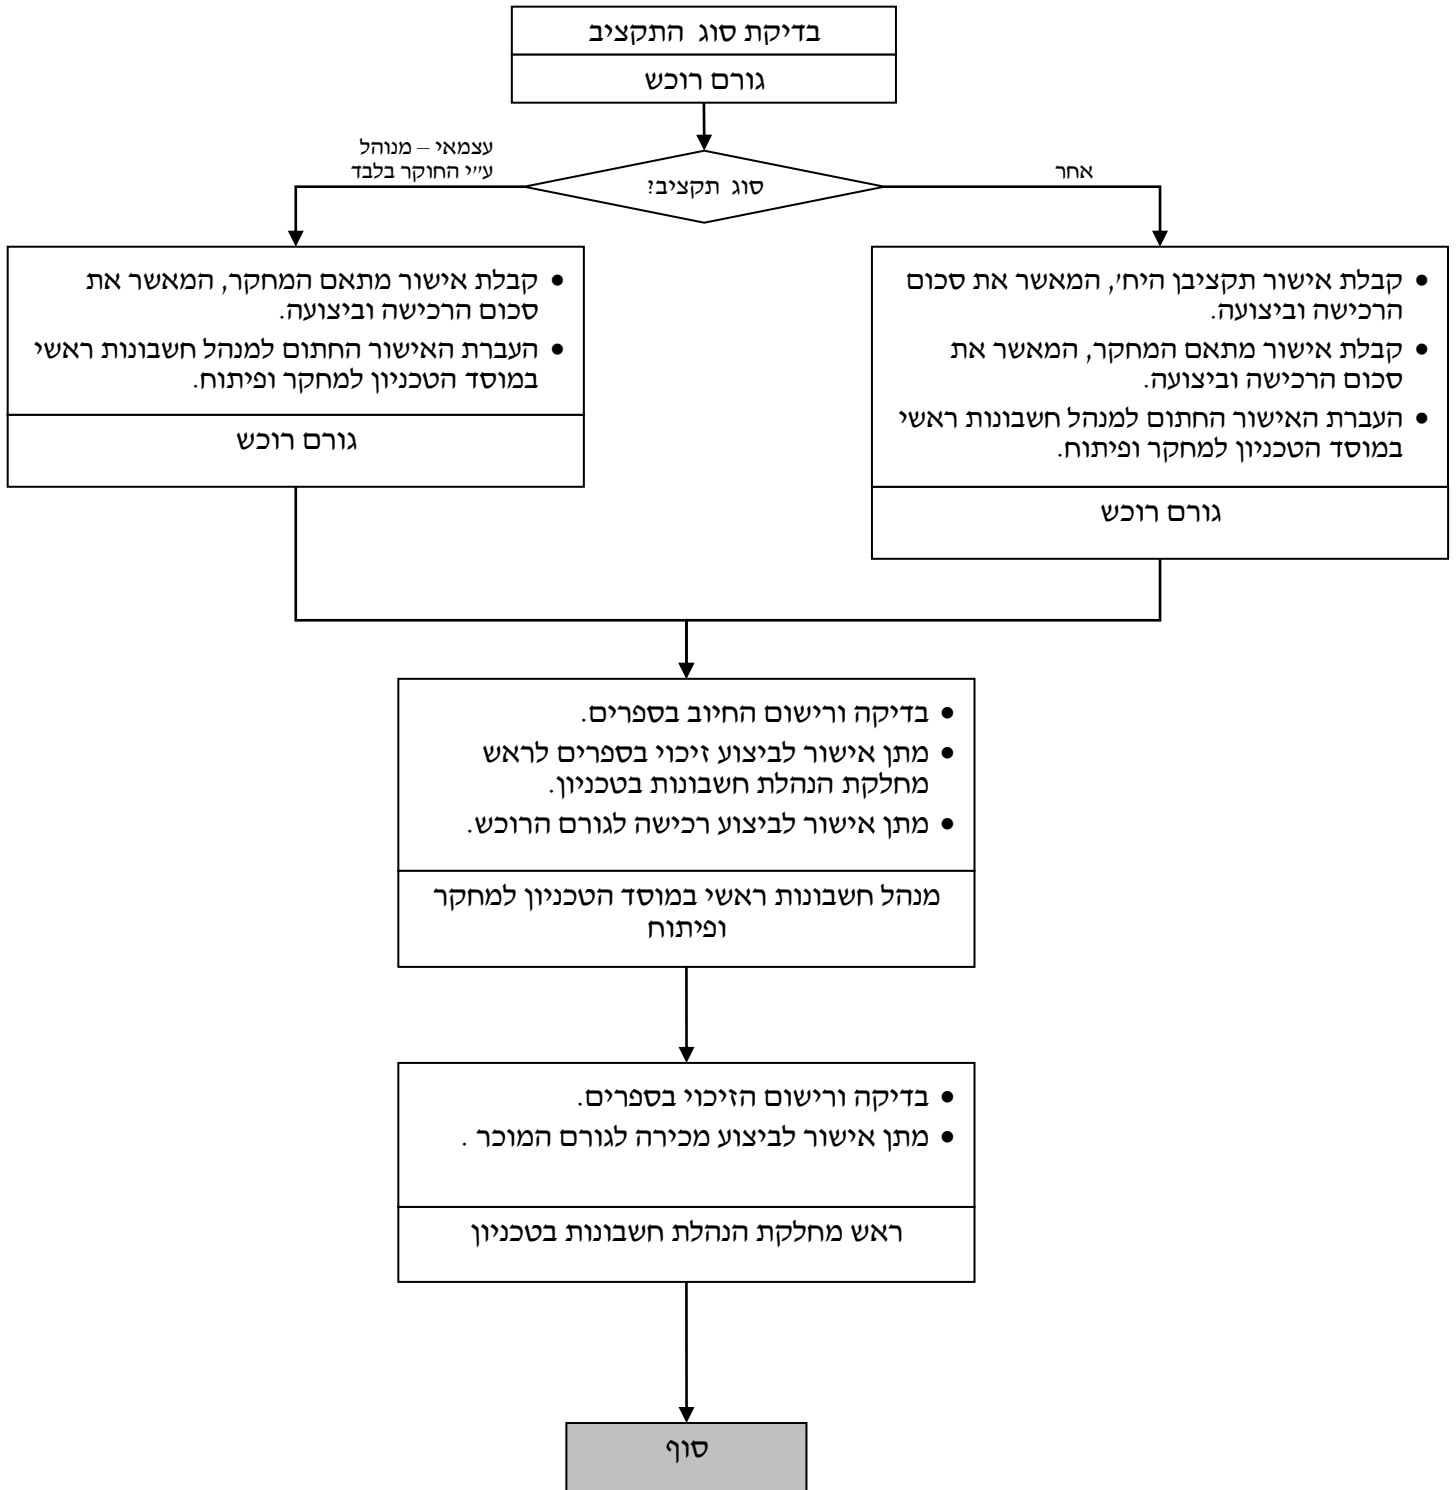 בדיקת סוג התקציב
גורם רוכש
סוג תקציב?
אחר
עצמאי – מנוהל
ע״י החוקר בלבד
• קבלת אישור תקציבן היח׳, המאשר את סכום
הרכישה וביצועה.
• קבלת אישור מתאם המחקר, המאשר את
סכום הרכישה וביצועה.
• העברת האישור החתום למנהל חשבונות ראשי
במוסד הטכניון למחקר ופיתוח.
גורם רוכש
• קבלת אישור מתאם המחקר, המאשר את
סכום הרכישה וביצועה.
• העברת האישור החתום למנהל חשבונות ראשי
במוסד הטכניון למחקר ופיתוח.
גורם רוכש
• בדיקה ורישום החיוב בספרים.
• מתן אישור לביצוע זיכוי בספרים לראש
מחלקת הנהלת חשבונות בטכניון.
• מתן אישור לביצוע רכישה לגורם הרוכש.
מנהל חשבונות ראשי במוסד הטכניון למחקר
ופיתוח
• בדיקה ורישום הזיכוי בספרים.
• מתן אישור לביצוע מכירה לגורם המוכר .
ראש מחלקת הנהלת חשבונות בטכניון
סוף